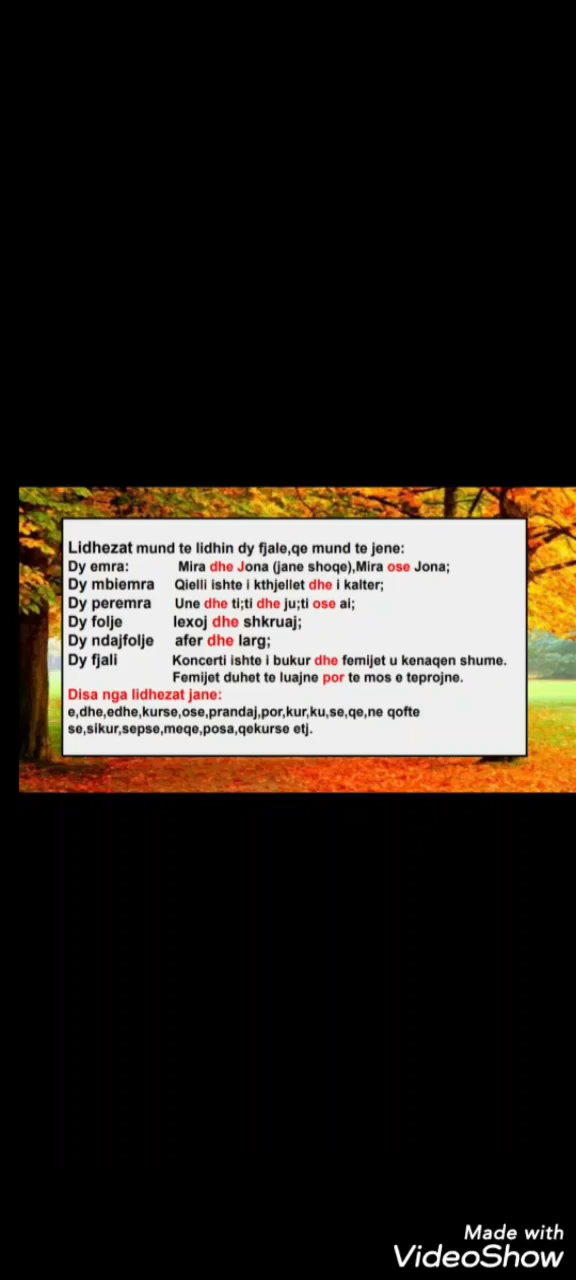 Lidhezat mund te lidhin dy fjale,qe mund te jene:
Dy emra: Mira dhe Jona (jane shoqe),Mira ose Jona;
Dy mbiemra Qielli ishte i kthjellet dhe i kalter;
Dy peremra Une dhe ti;ti dhe ju;ti ose ai;
Dy folje lexoj dhe shkruaj;
Dy ndajfolje afer dhe larg;
Dy fjali Koncerti ishte i bukur dhe femijet u kenaqen shume.
Femijet duhet te luajne por te mos e teprojne.
Disa nga lidhezat jane:
e,dhe,edhe,kurse,ose,prandaj,por,kur,ku,se,qe,ne qofte
se,sikur,sepse,meqe,posa,qekurse etj.
Made with
VideoShow